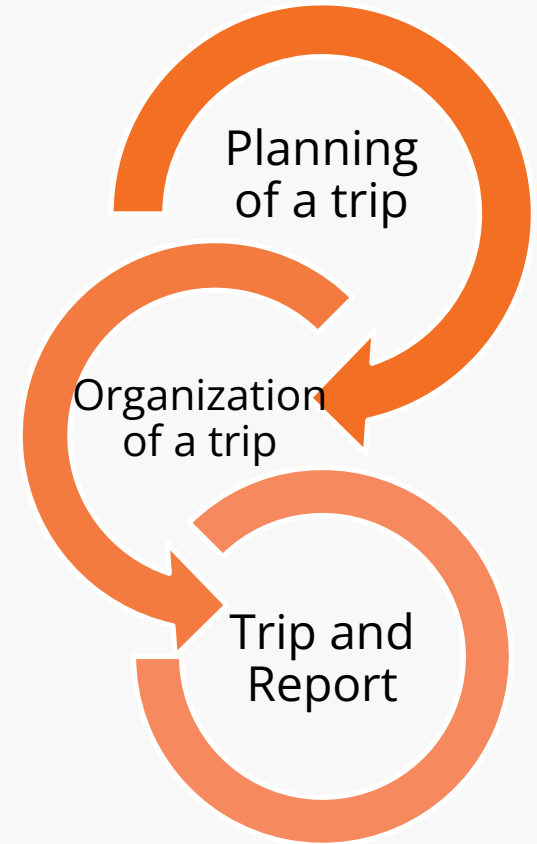 Planning
of a trip
Organization
of a trip
Trip and
Report